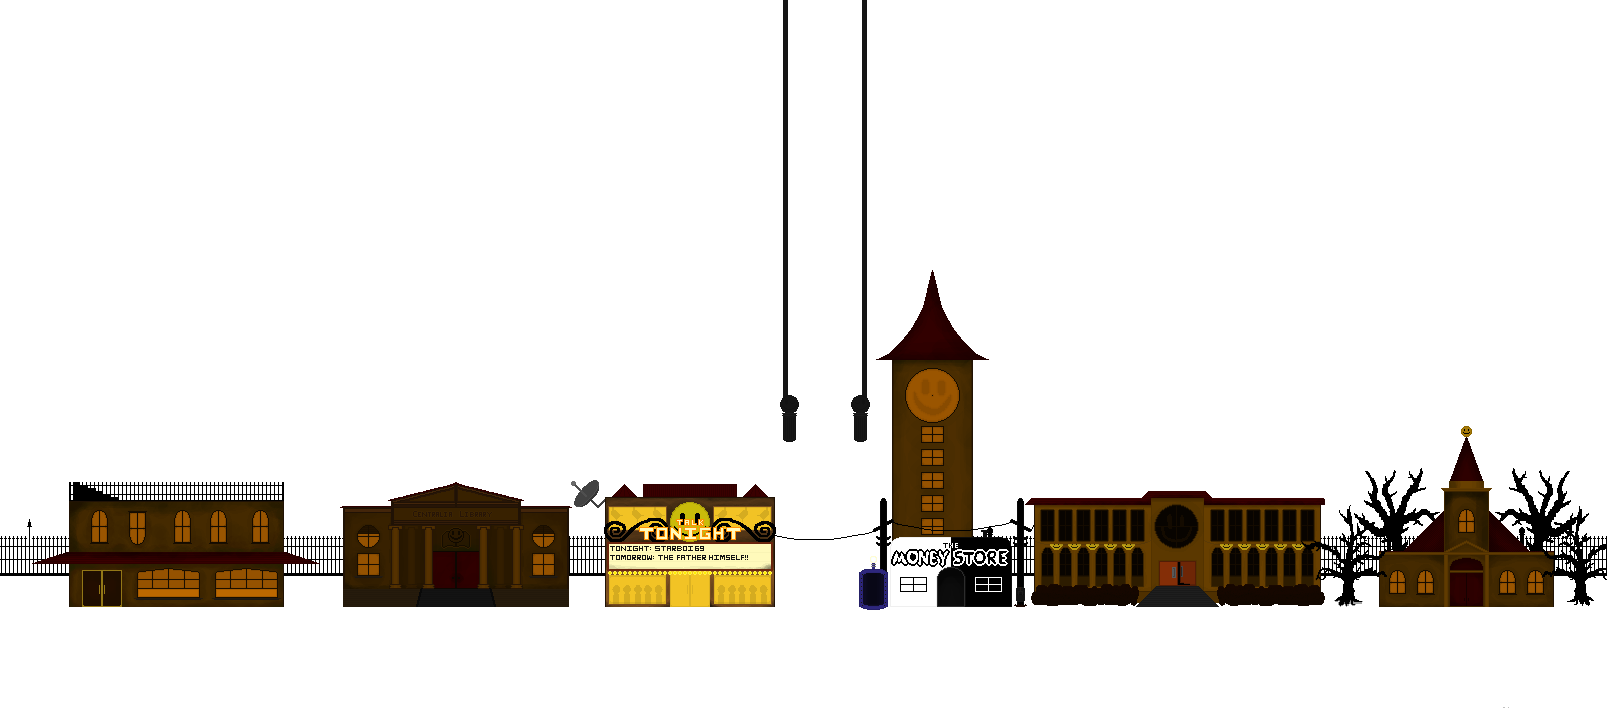 TALK
TONIGHT
TONIGHT: STARBOI69
TOMORROW: THE FATHER HIMSELF!!
THE
MONEY STORE